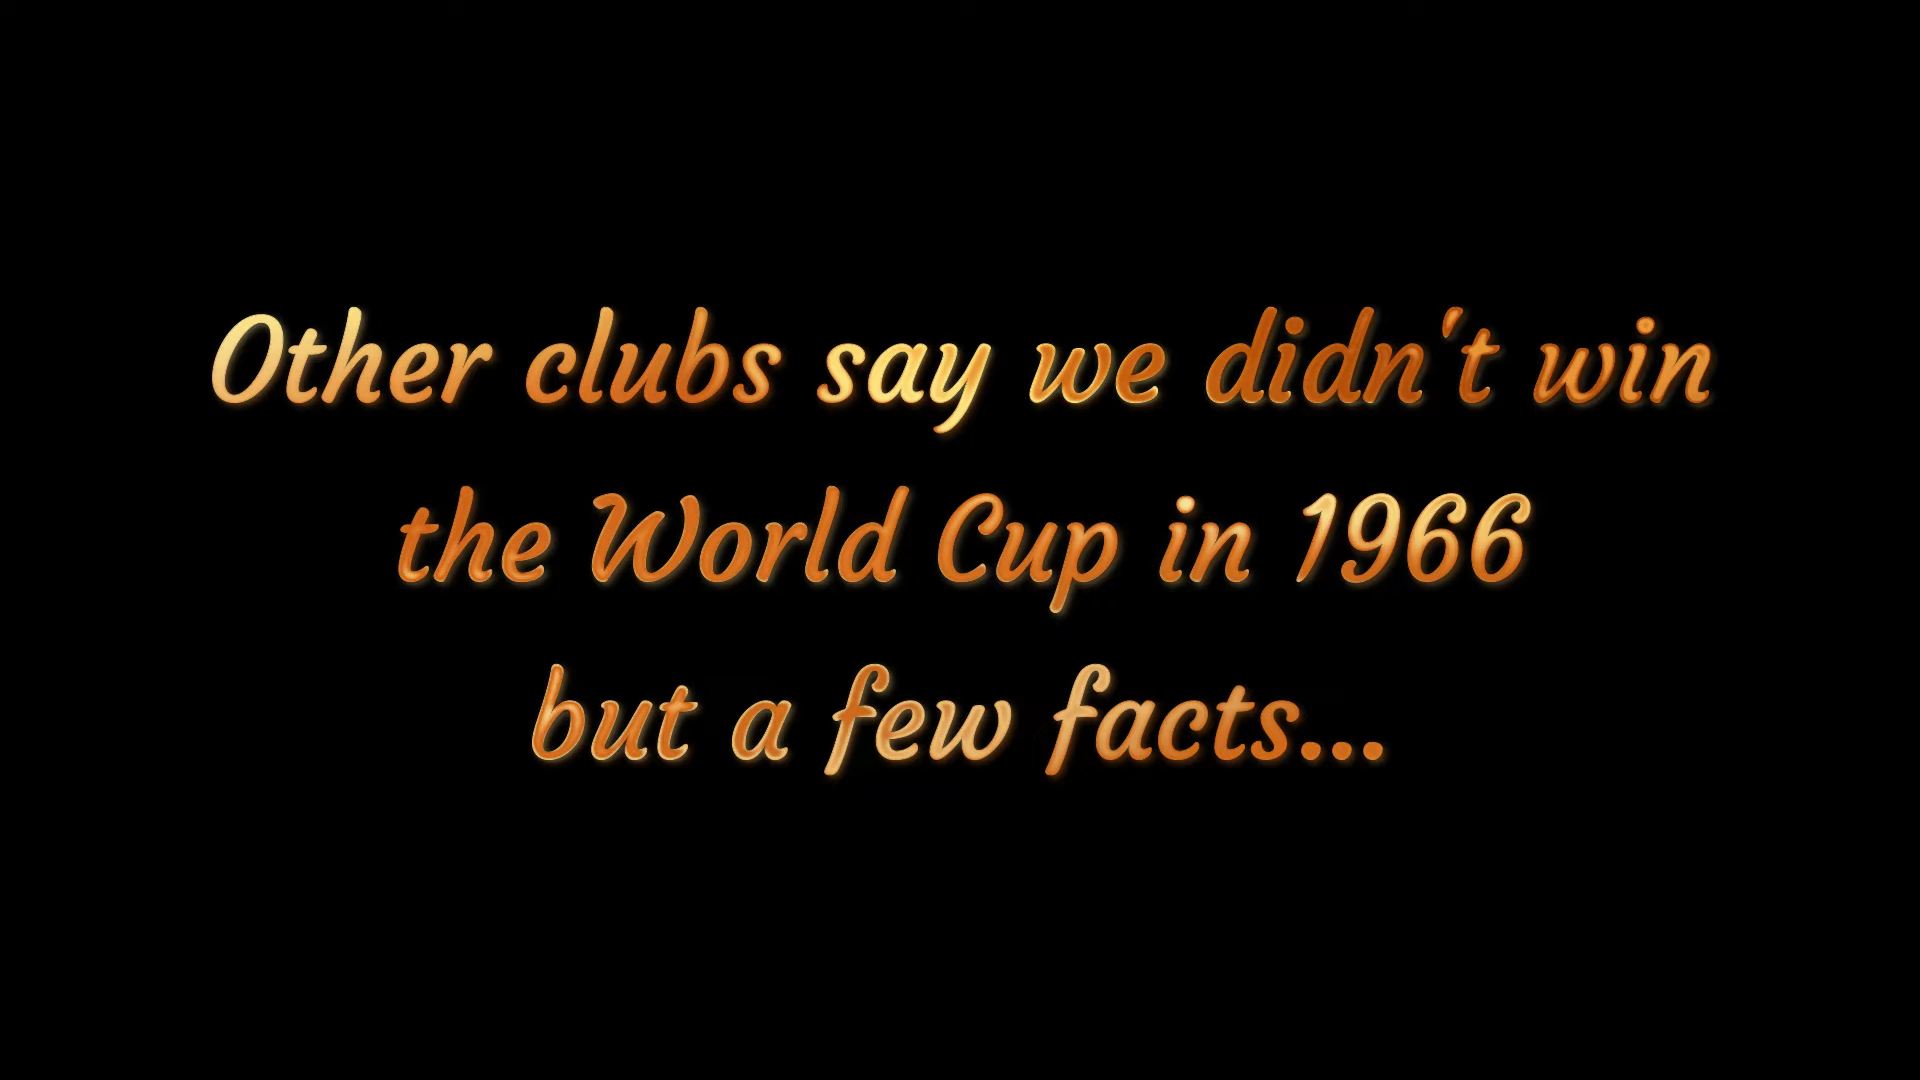 Other clubs say we didn't win
the World Cup in 1966
but a few facts...